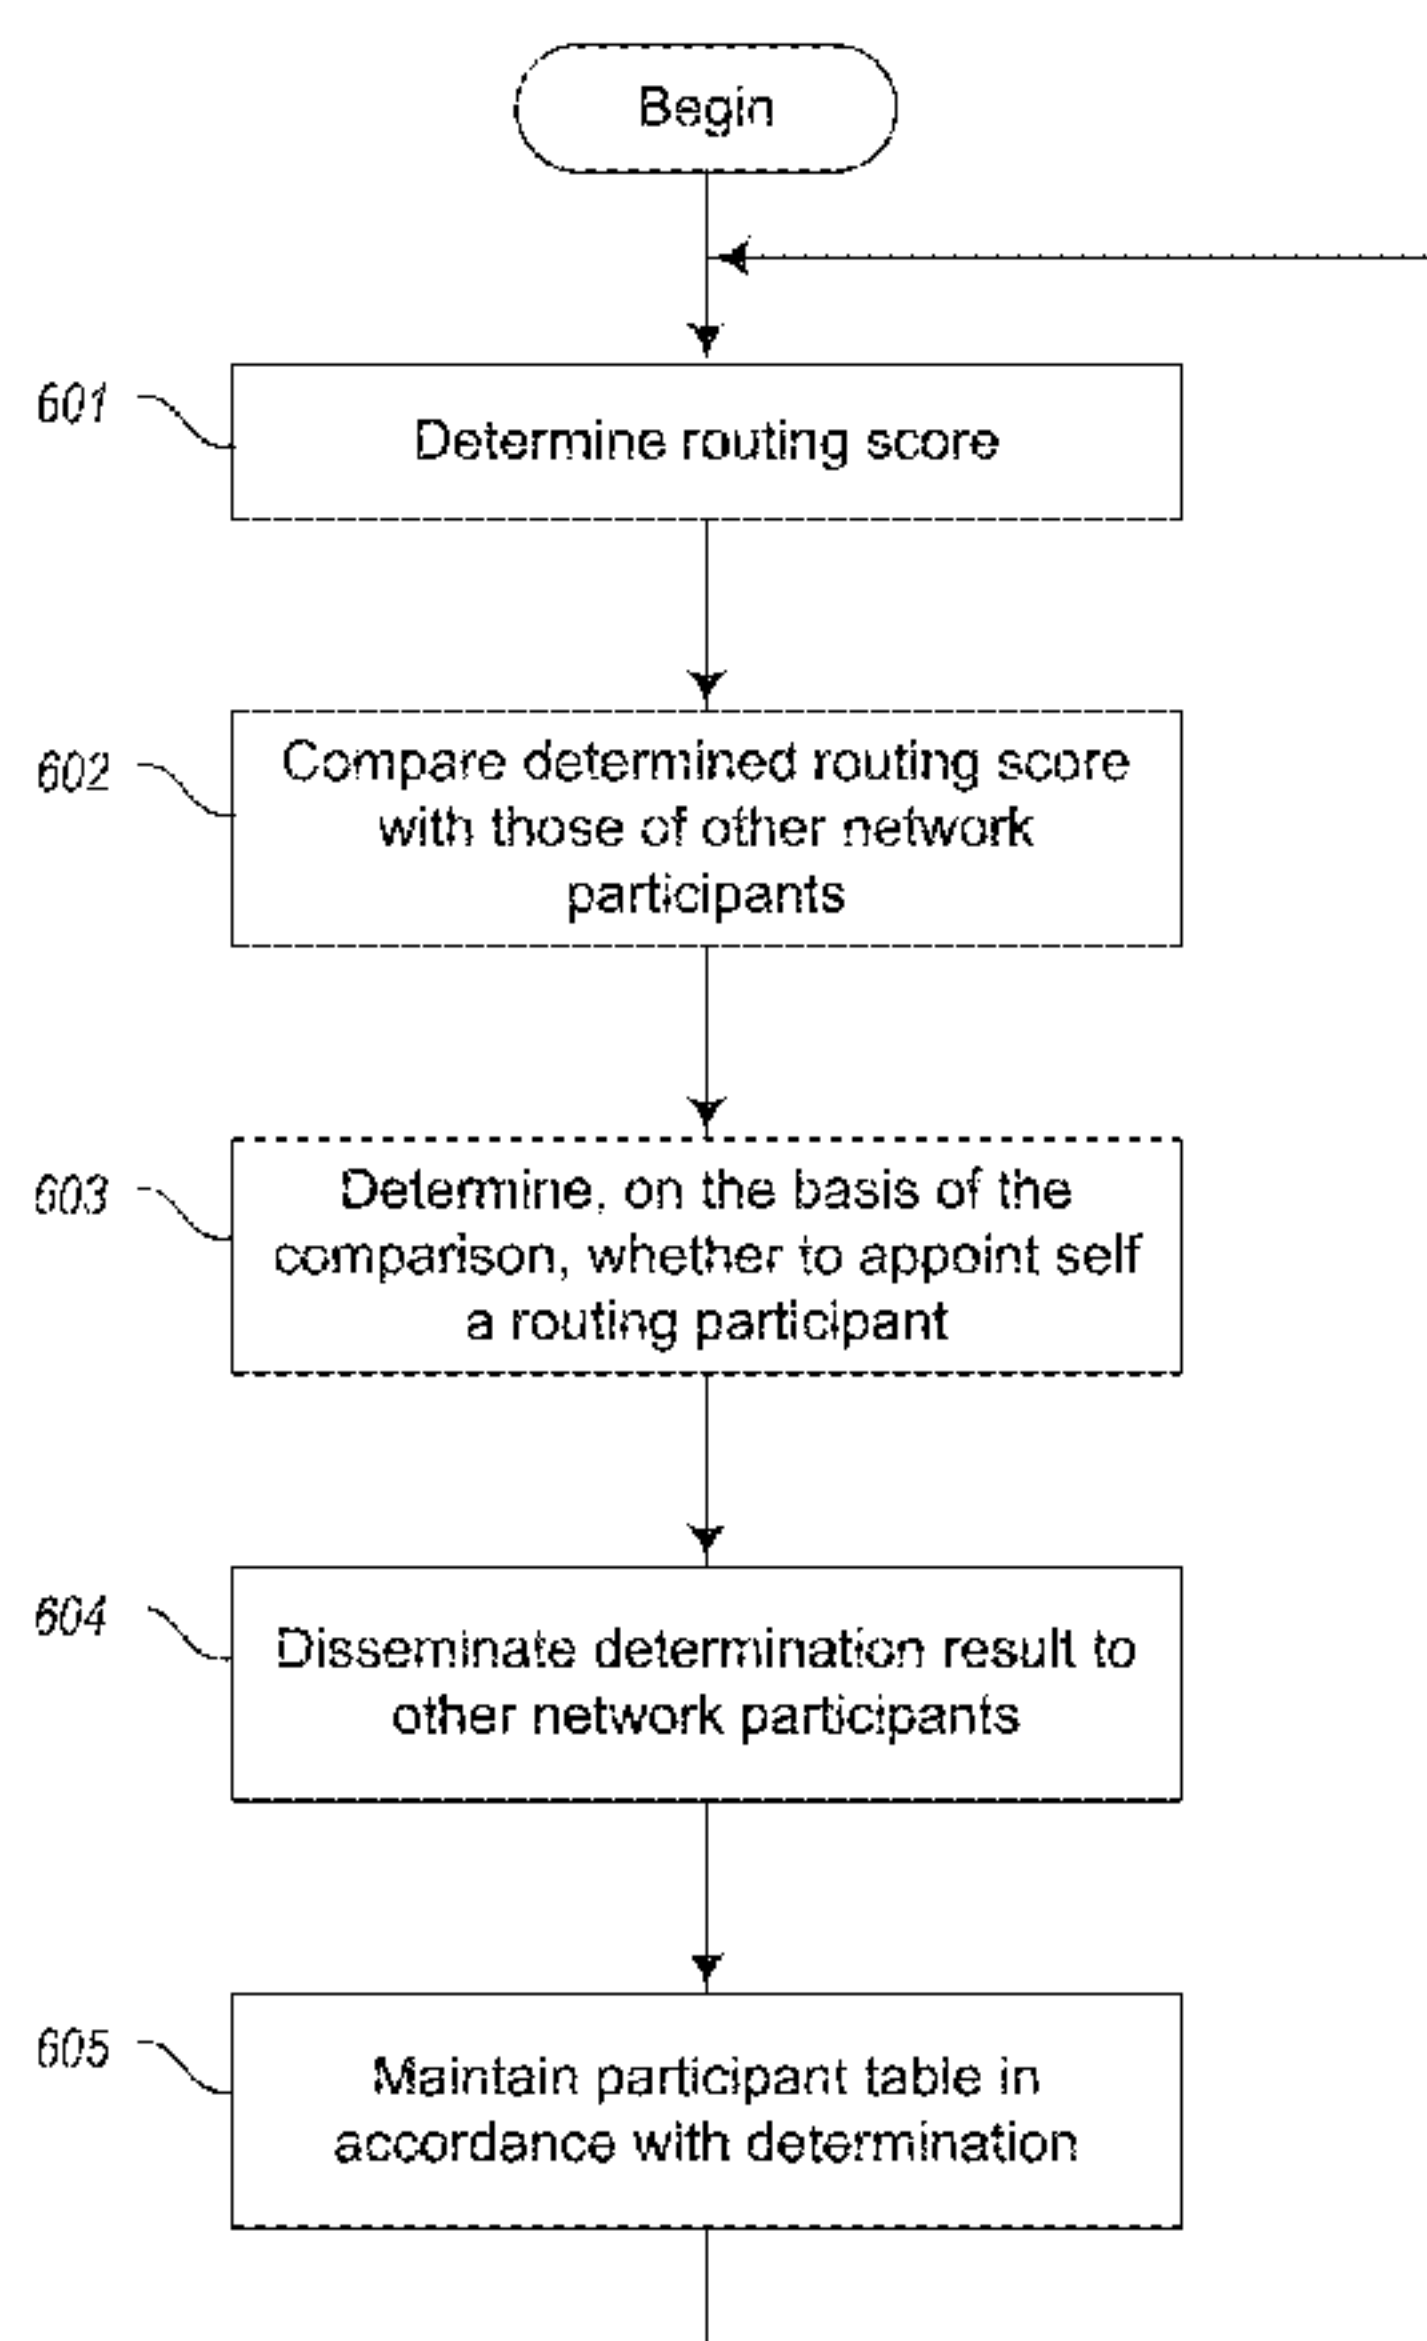 Begin
601
Determine routing score
602
Compare determined routing score
with those of other network
participants
603
Determine, on the basis of the
comparison, whether to appoint self
a routing participant
604
Disseminate determination result to
other network participants
605
Maintain participant table in
accordance with determination